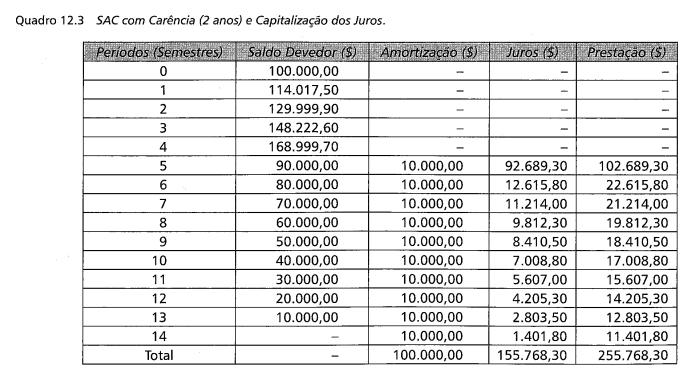 Quadro 12.3 SAC com Carência (2 anos) e Capitalização dos Juros.
Períodos (Semestres) Saldo Devedor ($) Amortização ($) Juros ($) Prestação ($)
0 100.000,00 – – –
1 114.017,50 – – –
2 129.999,90 – – –
3 148.222,60 – – –
4 168.999,70 – – –
5 90.000,00 10.000,00 92.689,30 102.689,30
6 80.000,00 10.000,00 12.615,80 22.615,80
7 70.000,00 10.000,00 11.214,00 21.214,00
8 60.000,00 10.000,00 9.812,30 19.812,30
9 50.000,00 10.000,00 8.410,50 18.410,50
10 40.000,00 10.000,00 7.008,80 17.008,80
11 30.000,00 10.000,00 5.607,00 15.607,00
12 20.000,00 10.000,00 4.205,30 14.205,30
13 10.000,00 10.000,00 2.803,50 12.803,50
14 – 10.000,00 1.401,80 11.401,80
Total – 100.000,00 155.768,30 255.768,30